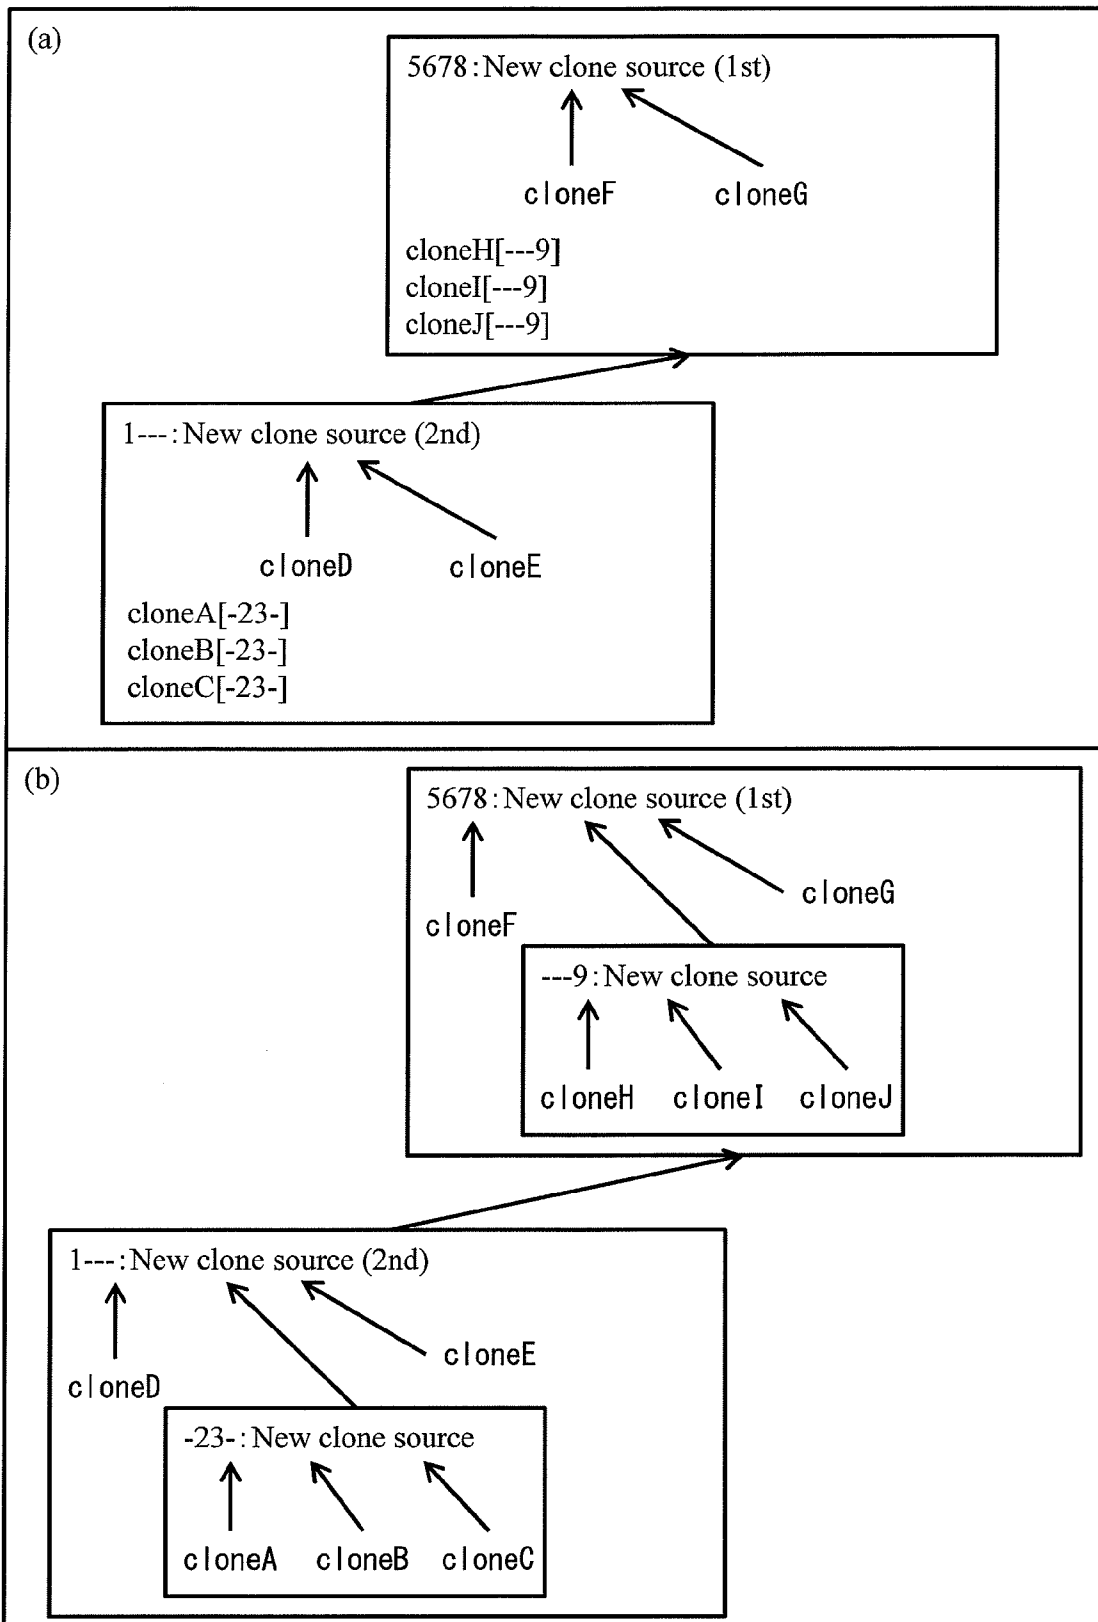 (a)
5678:New clone source (1st)
cloneF cloneG
cloneH[---9]
cloneI[---9]
cloneJ[---9]
1---:New clone source (2nd)
cloneD cloneE
cloneA[-23-]
cloneB[-23-]
cloneC[-23-]
(b)
5678:New clone source (1st)
cloneG
cloneF
---9:New clone source
cloneH cloneI cloneJ
1---:New clone source (2nd)
cloneE
cloneD
-23-:New clone source
cloneA cloneB cloneC